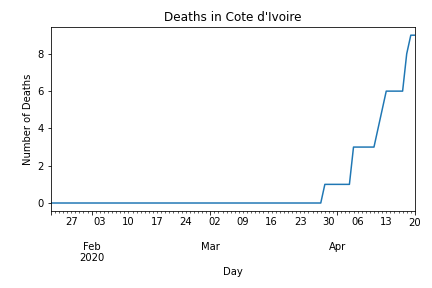 Deaths in Cote d'Ivoire
Number of Deaths
8
6
4
2
0
27 03 10 17 24 02 09 16 23 30 06 13 20
Feb Mar Apr
2020
Day